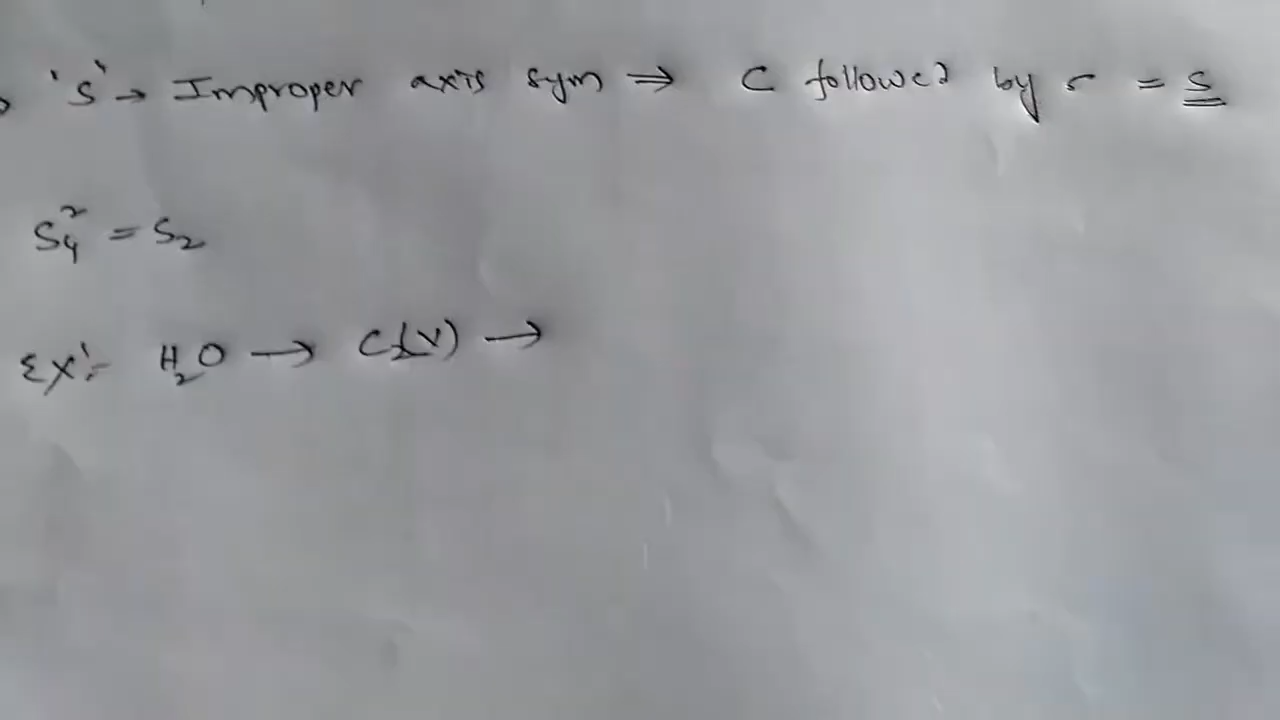 'S' → Improper axis sym ⇒ C followed by σ = S
S₄² = S₂
Ex:- H₂O → C₂(V) →